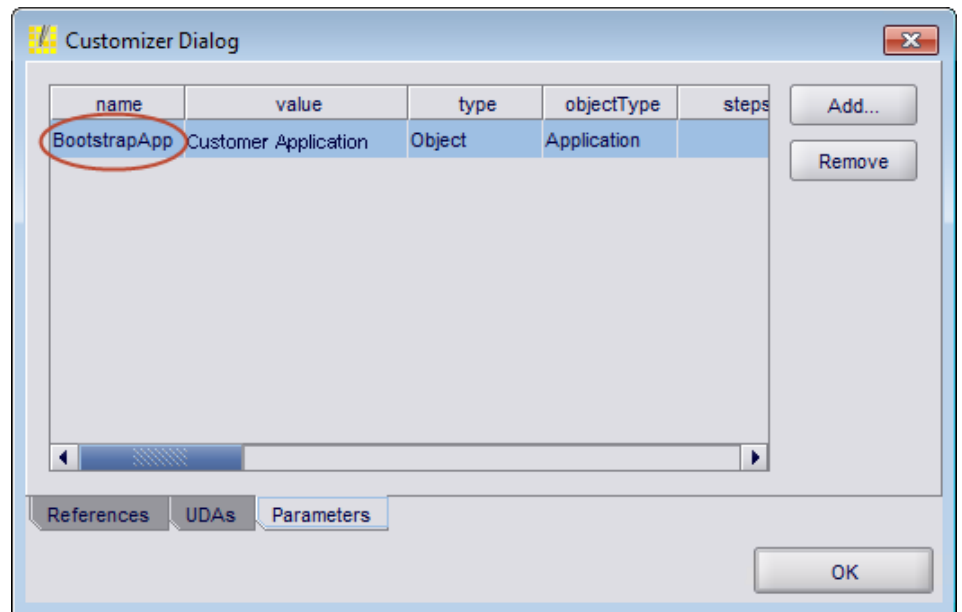 Customizer Dialog
name value type objectType steps
BootstrapApp Customer Application Object Application
Add...
Remove
References UDAs Parameters
OK